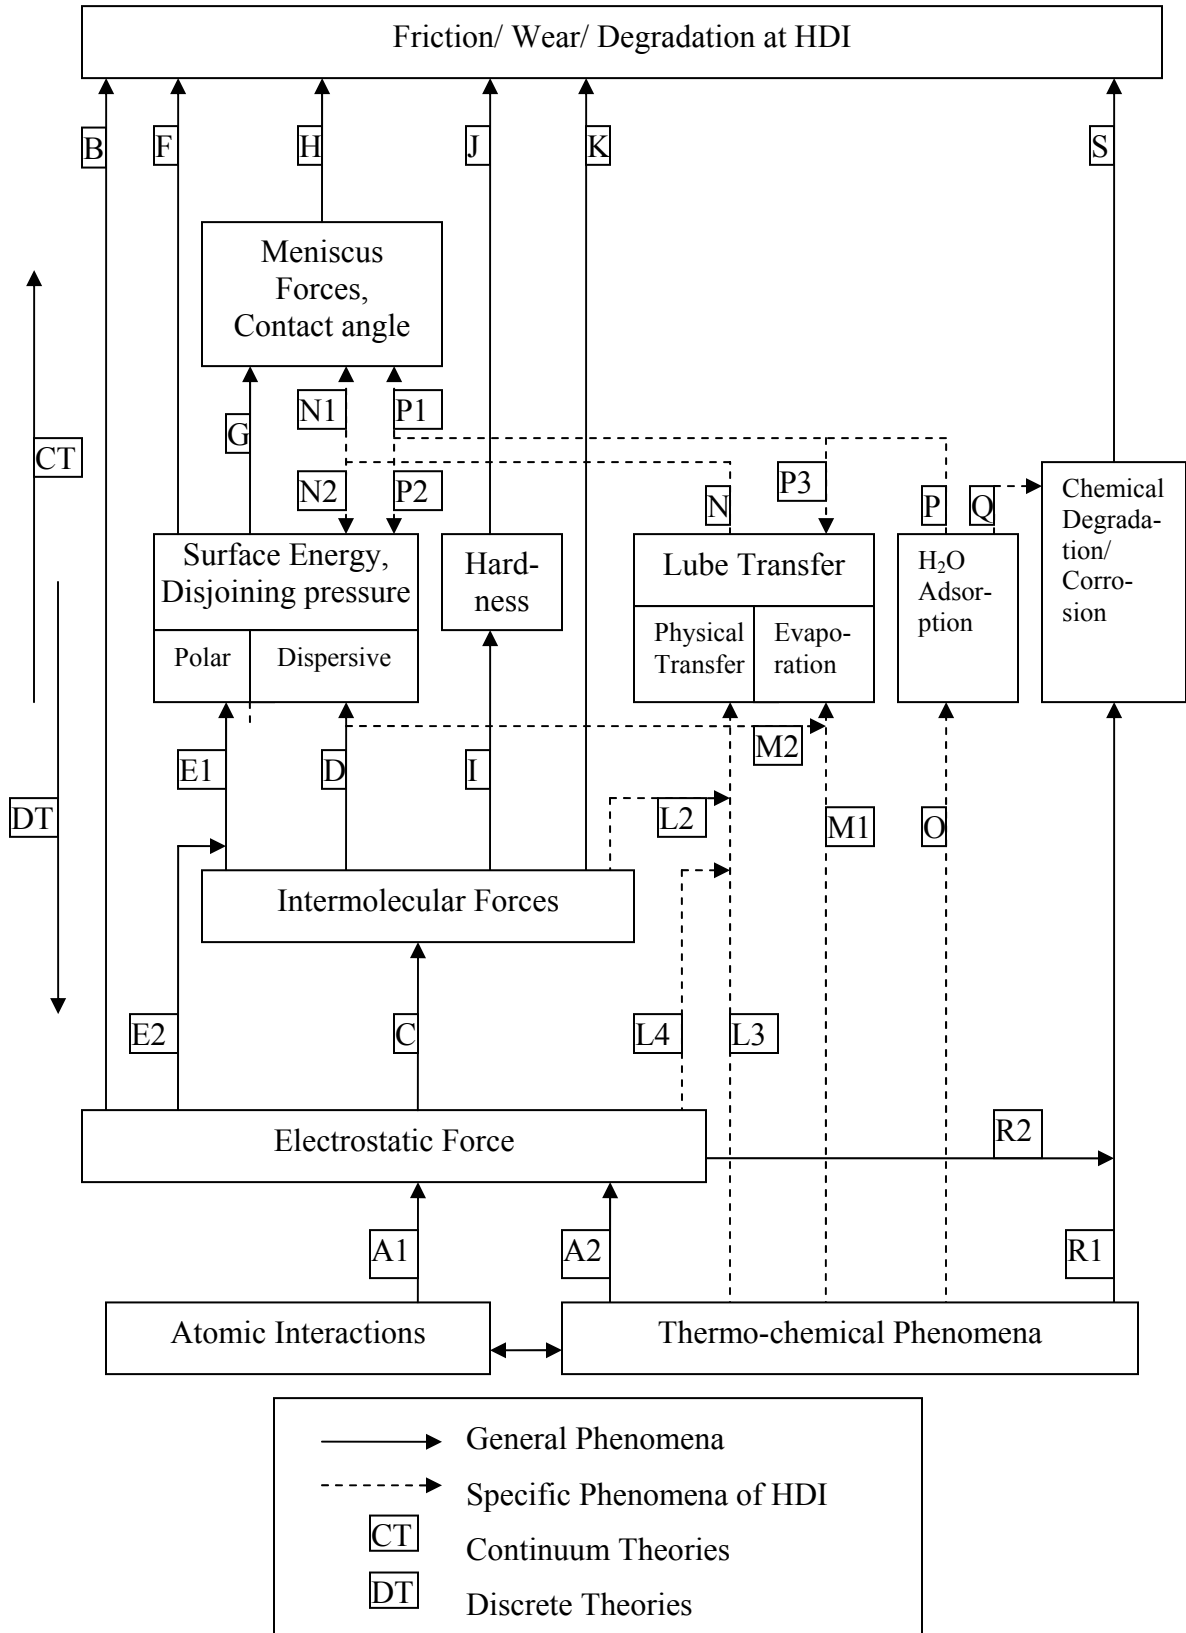 Friction/ Wear/ Degradation at HDI
B
F
H
J
K
S
Meniscus
Forces,
Contact angle
N1
P1
G
CT
N2
P2
P3
N
P
Q
Chemical
Degrada-
tion/
Corro-
sion
Surface Energy,
Disjoining pressure
Polar
Dispersive
Hard-
ness
Lube Transfer
Physical
Transfer
Evapo-
ration
H₂O
Adsor-
ption
E1
D
I
M2
DT
L2
M1
O
Intermolecular Forces
E2
C
L4
L3
Electrostatic Force
R2
A1
A2
R1
Atomic Interactions
Thermo-chemical Phenomena
General Phenomena
Specific Phenomena of HDI
CT
Continuum Theories
DT
Discrete Theories